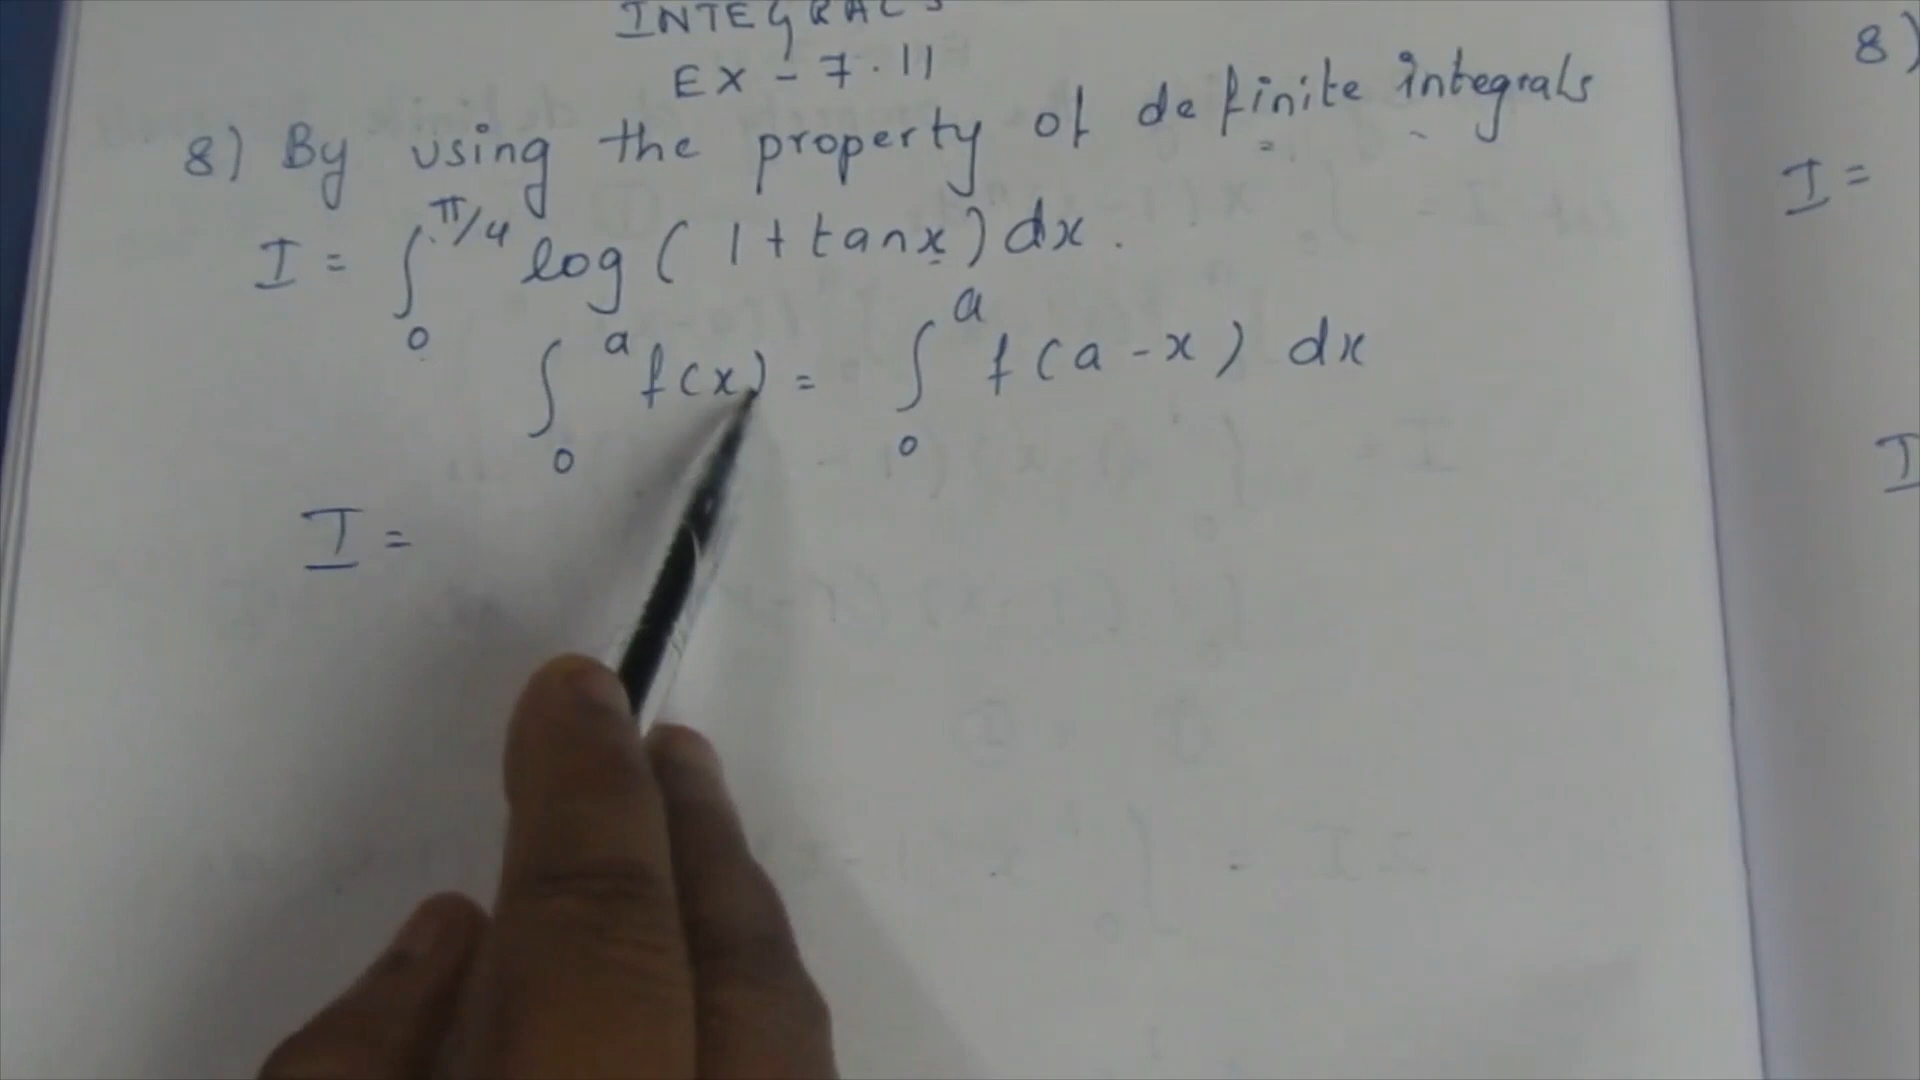 INTEGRALS
EX - 7.11
8) By using the property of definite integrals
I = ∫₀^π/4 log(1+tanx)dx.
∫₀^a f(x) = ∫₀^a f(a-x) dx
I =
8)
I =
I